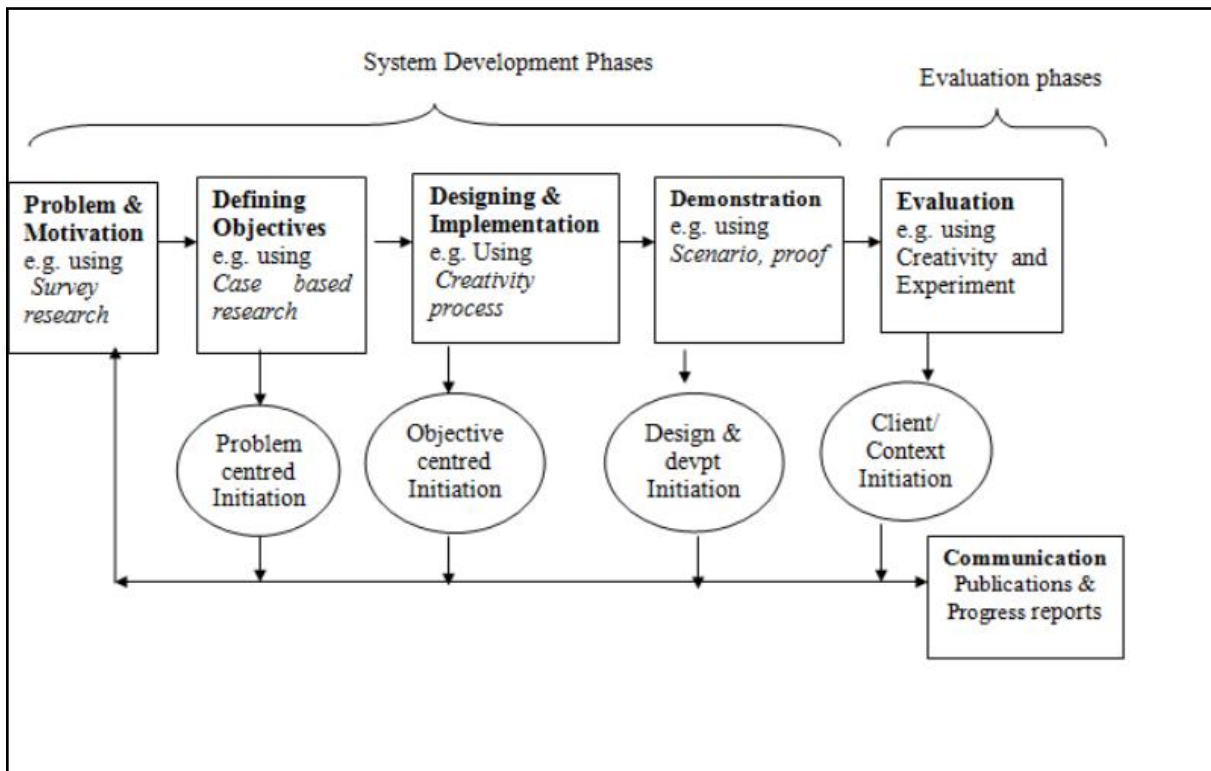 System Development Phases
Evaluation phases
Problem &
Motivation
e.g. using
Survey
research
Defining
Objectives
e.g. using
Case based
research
Designing &
Implementation
e.g. Using
Creativity
process
Demonstration
e.g. using
Scenario, proof
Evaluation
e.g. using
Creativity and
Experiment
Problem
centred
Initiation
Objective
centred
Initiation
Design &
devpt
Initiation
Client/
Context
Initiation
Communication
Publications &
Progress reports